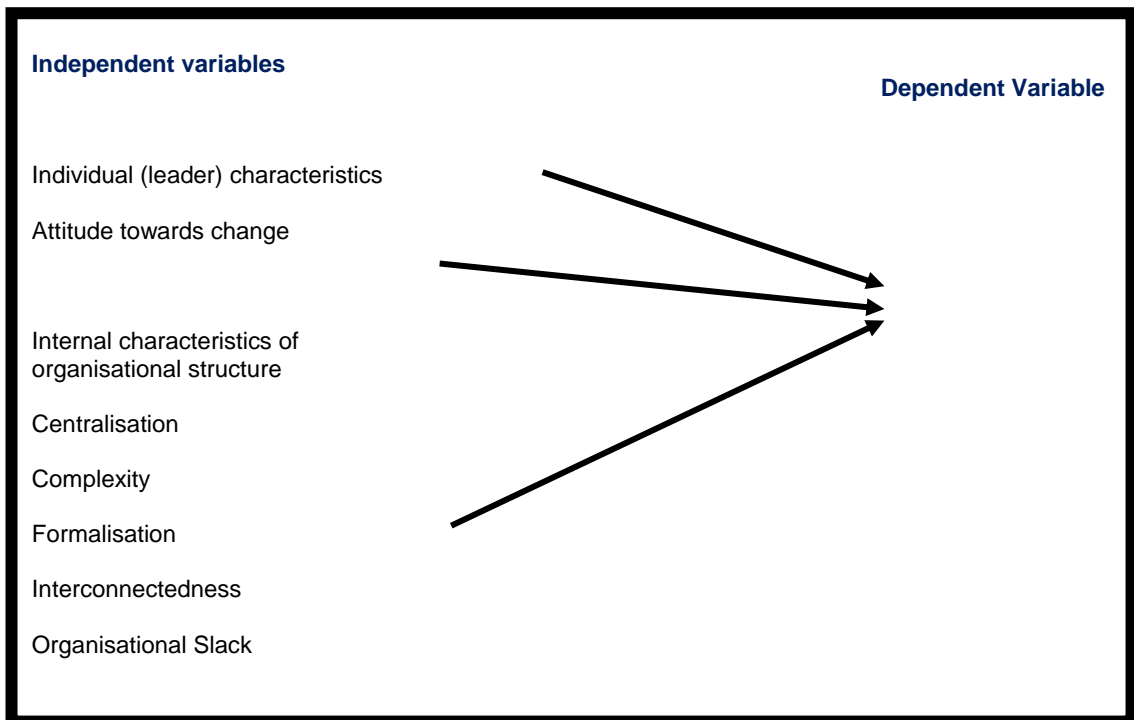 Independent variables
Dependent Variable
Individual (leader) characteristics
Attitude towards change
Internal characteristics of
organisational structure
Centralisation
Complexity
Formalisation
Interconnectedness
Organisational Slack